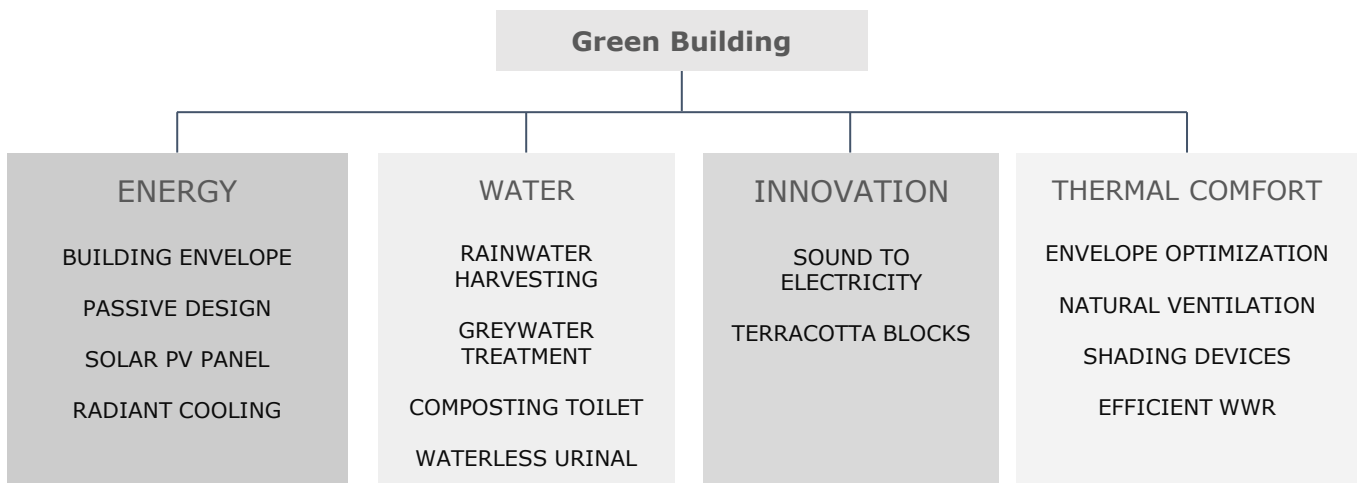 Green Building
ENERGY
BUILDING ENVELOPE
PASSIVE DESIGN
SOLAR PV PANEL
RADIANT COOLING
WATER
RAINWATER
HARVESTING
GREYWATER
TREATMENT
COMPOSTING TOILET
WATERLESS URINAL
INNOVATION
SOUND TO
ELECTRICITY
TERRACOTTA BLOCKS
THERMAL COMFORT
ENVELOPE OPTIMIZATION
NATURAL VENTILATION
SHADING DEVICES
EFFICIENT WWR